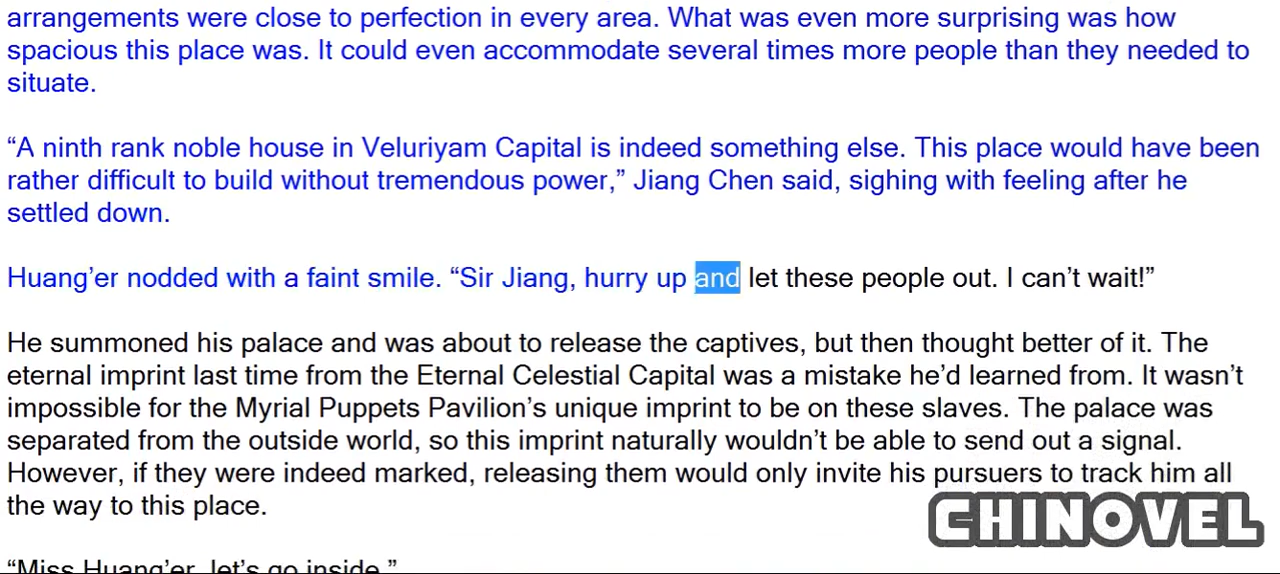 arrangements were close to perfection in every area. What was even more surprising was how
spacious this place was. It could even accommodate several times more people than they needed to
situate.
“A ninth rank noble house in Veluriyam Capital is indeed something else. This place would have been
rather difficult to build without tremendous power,” Jiang Chen said, sighing with feeling after he
settled down.
Huang’er nodded with a faint smile. “Sir Jiang, hurry up and let these people out. I can’t wait!”
He summoned his palace and was about to release the captives, but then thought better of it. The
eternal imprint last time from the Eternal Celestial Capital was a mistake he’d learned from. It wasn’t
impossible for the Myrial Puppets Pavilion’s unique imprint to be on these slaves. The palace was
separated from the outside world, so this imprint naturally wouldn’t be able to send out a signal.
However, if they were indeed marked, releasing them would only invite his pursuers to track him all
the way to this place.
CHINOVEL
“Miss Huang’er, let’s go inside.”